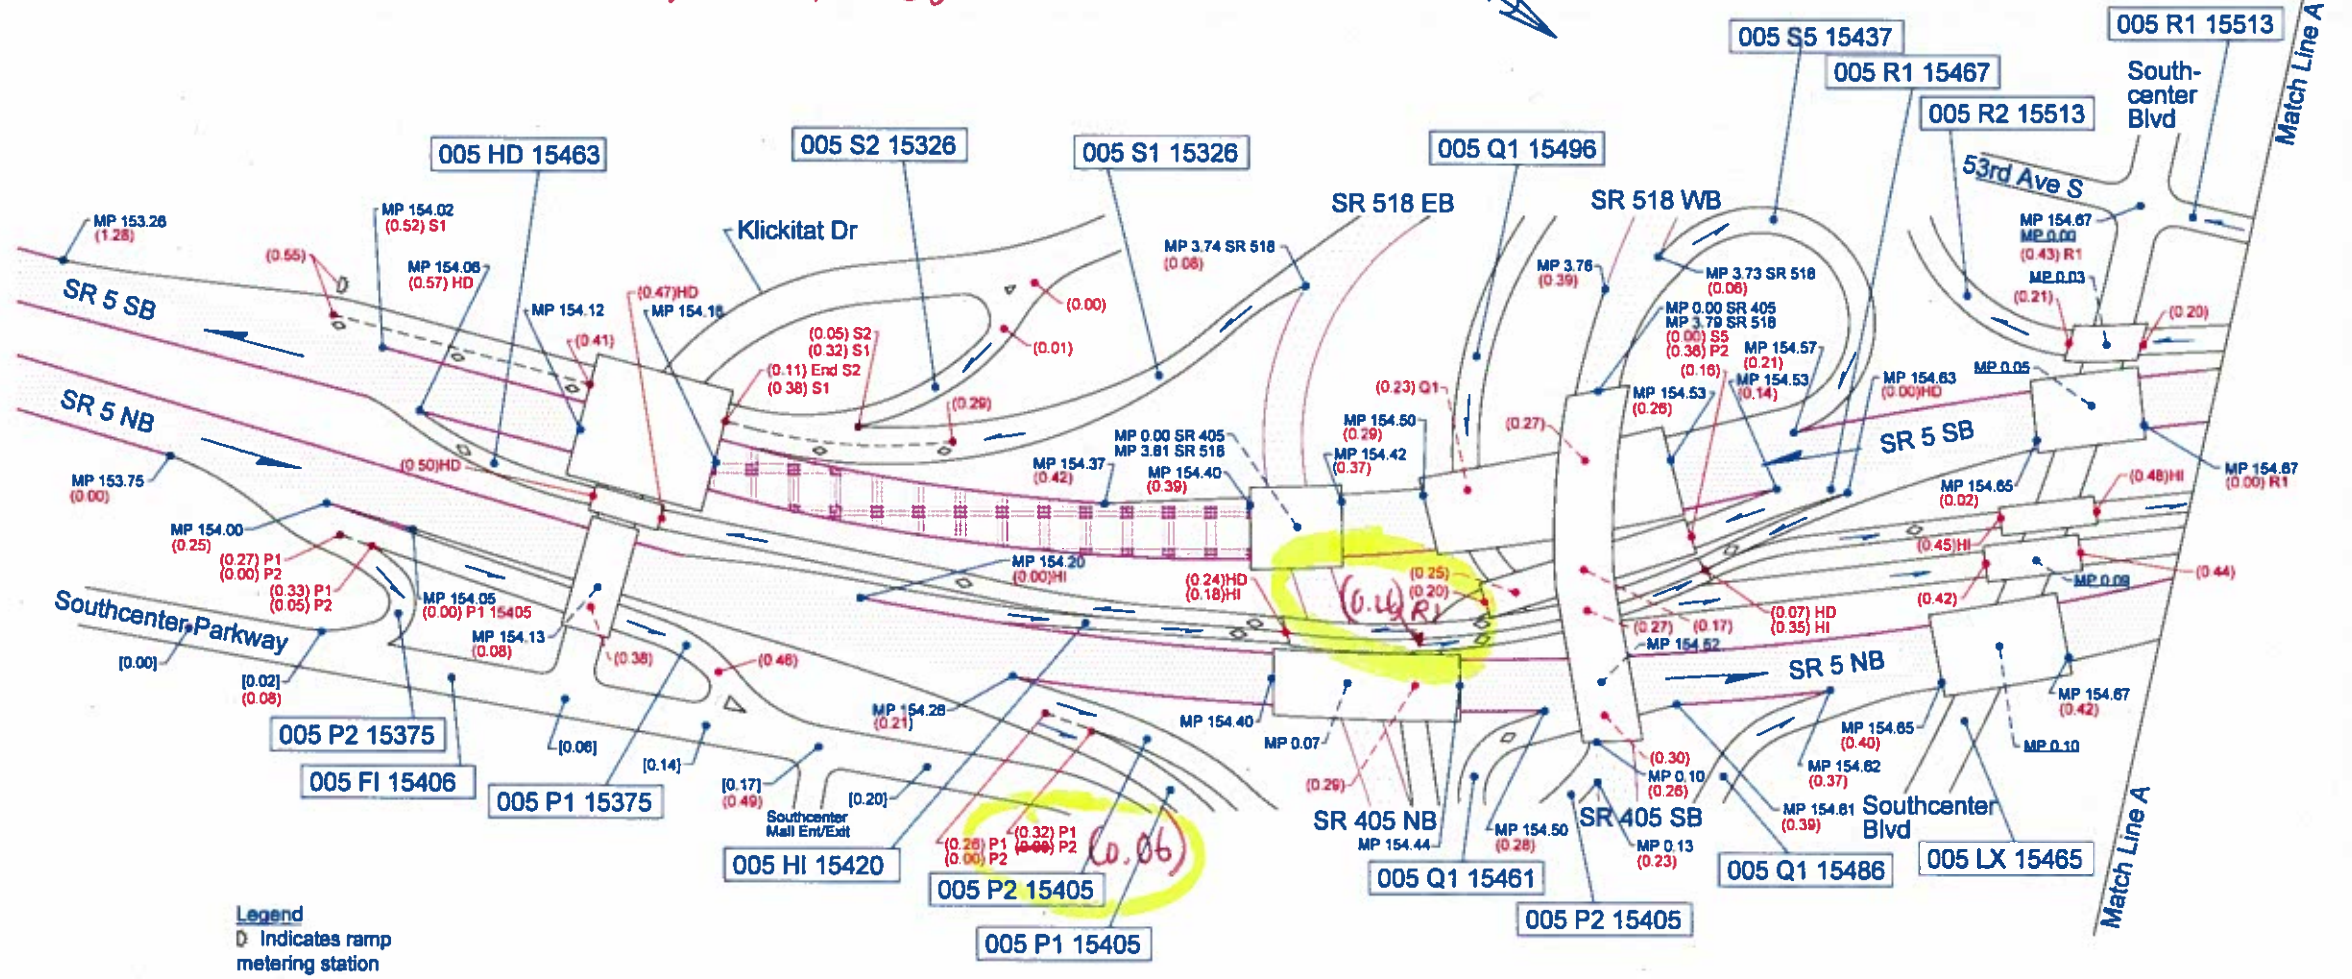 005 R1 15513
005 S5 15437
005 R1 15467
005 R2 15513
South-
center
Blvd
Match Line A
53rd Ave S
MP 154.67
MP 0.00
(0.43) R1
MP 0.03
(0.21)
(0.20)
005 HD 15463
005 S2 15326
005 S1 15326
005 Q1 15496
SR 518 EB
SR 518 WB
MP 153.26
(1.28)
MP 154.02
(0.52) S1
(0.55)
D
MP 154.06
(0.57) HD
Klickitat Dr
MP 154.12
(0.47)HD
MP 154.16
(0.41)
(0.05) S2
(0.32) S1
(0.11) End S2
(0.38) S1
(0.00)
(0.01)
(0.29)
MP 3.74 SR 518
(0.08)
MP 3.76
(0.39)
MP 3.73 SR 518
(0.06)
MP 0.00 SR 405
MP 3.79 SR 518
(0.00) S5
(0.36) P2
(0.16)
MP 154.57
(0.21)
MP 154.53
(0.14)
MP 154.53
(0.26)
MP 154.63
(0.00)HD
MP 0.05
SR 5 SB
SR 5 SB
SR 5 NB
MP 153.75
(0.00)
(0.50)HD
(0.23) Q1
MP 154.50
(0.29)
(0.27)
MP 0.00 SR 405
MP 3.81 SR 518
MP 154.37
(0.42)
MP 154.40
(0.39)
MP 154.42
(0.37)
MP 154.65
(0.02)
(0.48)HI
MP 154.67
(0.00) R1
MP 154.00
(0.25)
(0.27) P1
(0.00) P2
(0.33) P1
(0.05) P2
MP 154.05
(0.00) P1 15405
MP 154.13
(0.08)
(0.38)
(0.46)
MP 154.20
(0.00)HI
(0.24)HD
(0.18)HI
(0.16) R1
(0.25)
(0.20)
(0.27)
(0.17)
(0.07) HD
(0.35) HI
(0.45)HI
(0.42)
MP 0.09
(0.44)
MP 154.52
SR 5 NB
Southcenter Parkway
[0.00]
[0.02]
(0.08)
[0.06]
[0.14]
[0.17]
(0.49)
[0.20]
Southcenter
Mall Ent/Exit
MP 154.28
(0.21)
MP 154.40
MP 0.07
(0.29)
SR 405 NB
MP 154.44
MP 154.50
(0.28)
(0.30)
MP 0.10
(0.26)
SR 405 SB
MP 0.13
(0.23)
MP 154.62
(0.37)
MP 154.61
(0.39)
MP 154.65
(0.40)
MP 154.67
(0.42)
MP 0.10
Southcenter
Blvd
005 P2 15375
005 FI 15406
005 P1 15375
005 HI 15420
(0.26) P1
(0.00) P2
(0.32) P1
P2
(0.06)
005 P2 15405
005 P1 15405
005 Q1 15461
005 P2 15405
005 Q1 15486
005 LX 15465
Match Line A
Legend
D Indicates ramp
metering station